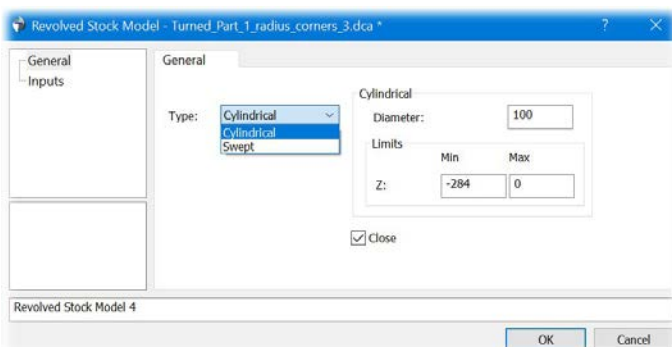 Revolved Stock Model - Turned_Part_1_radius_corners_3.dca * ? ×
General
Inputs
General
Type: Cylindrical
Cylindrical
Swept
Cylindrical
Diameter: 100
Limits
Min Max
Z: -284 0
Close
Revolved Stock Model 4
OK Cancel